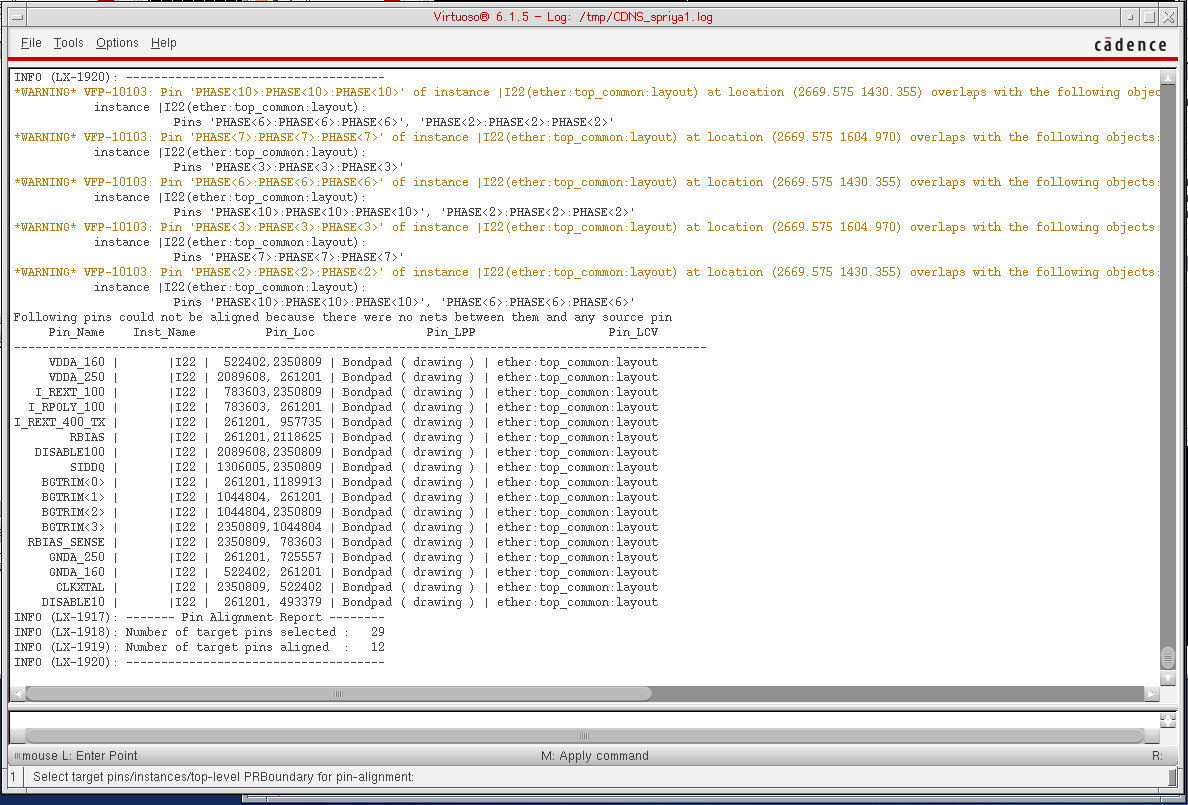 Virtuoso® 6.1.5 - Log: /tmp/CDNS_spriya1.log
File Tools Options Help
cādence
INFO (LX-1920): -------------------------------------
*WARNING* VFP-10103: Pin 'PHASE<10>:PHASE<10>:PHASE<10>' of instance |I22(ether:top_common:layout) at location (2669.575 1430.355) overlaps with the following objec
instance |I22(ether:top_common:layout):
Pins 'PHASE<6>:PHASE<6>:PHASE<6>', 'PHASE<2>:PHASE<2>:PHASE<2>'
*WARNING* VFP-10103: Pin 'PHASE<7>:PHASE<7>:PHASE<7>' of instance |I22(ether:top_common:layout) at location (2669.575 1604.970) overlaps with the following objects:
instance |I22(ether:top_common:layout):
Pins 'PHASE<3>:PHASE<3>:PHASE<3>'
*WARNING* VFP-10103: Pin 'PHASE<6>:PHASE<6>:PHASE<6>' of instance |I22(ether:top_common:layout) at location (2669.575 1430.355) overlaps with the following objects:
instance |I22(ether:top_common:layout):
Pins 'PHASE<10>:PHASE<10>:PHASE<10>', 'PHASE<2>:PHASE<2>:PHASE<2>'
*WARNING* VFP-10103: Pin 'PHASE<3>:PHASE<3>:PHASE<3>' of instance |I22(ether:top_common:layout) at location (2669.575 1604.970) overlaps with the following objects:
instance |I22(ether:top_common:layout):
Pins 'PHASE<7>:PHASE<7>:PHASE<7>'
*WARNING* VFP-10103: Pin 'PHASE<2>:PHASE<2>:PHASE<2>' of instance |I22(ether:top_common:layout) at location (2669.575 1430.355) overlaps with the following objects:
instance |I22(ether:top_common:layout):
Pins 'PHASE<10>:PHASE<10>:PHASE<10>', 'PHASE<6>:PHASE<6>:PHASE<6>'
Following pins could not be aligned because there were no nets between them and any source pin
Pin_Name Inst_Name Pin_Loc Pin_LPP Pin_LCV
---------------------------------------------------------------------------------------------------
VDDA_160 | |I22 | 522402,2350809 | Bondpad ( drawing ) | ether:top_common:layout
VDDA_250 | |I22 | 2089608, 261201 | Bondpad ( drawing ) | ether:top_common:layout
I_REXT_100 | |I22 | 783603,2350809 | Bondpad ( drawing ) | ether:top_common:layout
I_RPOLY_100 | |I22 | 783603, 261201 | Bondpad ( drawing ) | ether:top_common:layout
I_REXT_400_TX | |I22 | 261201, 957735 | Bondpad ( drawing ) | ether:top_common:layout
RBIAS | |I22 | 261201,2118625 | Bondpad ( drawing ) | ether:top_common:layout
DISABLE100 | |I22 | 2089608,2350809 | Bondpad ( drawing ) | ether:top_common:layout
SIDDQ | |I22 | 1306005,2350809 | Bondpad ( drawing ) | ether:top_common:layout
BGTRIM<0> | |I22 | 261201,1189913 | Bondpad ( drawing ) | ether:top_common:layout
BGTRIM<1> | |I22 | 1044804, 261201 | Bondpad ( drawing ) | ether:top_common:layout
BGTRIM<2> | |I22 | 1044804,2350809 | Bondpad ( drawing ) | ether:top_common:layout
BGTRIM<3> | |I22 | 2350809,1044804 | Bondpad ( drawing ) | ether:top_common:layout
RBIAS_SENSE | |I22 | 2350809, 783603 | Bondpad ( drawing ) | ether:top_common:layout
GNDA_250 | |I22 | 261201, 725557 | Bondpad ( drawing ) | ether:top_common:layout
GNDA_160 | |I22 | 522402, 261201 | Bondpad ( drawing ) | ether:top_common:layout
CLKXTAL | |I22 | 2350809, 522402 | Bondpad ( drawing ) | ether:top_common:layout
DISABLE10 | |I22 | 261201, 493379 | Bondpad ( drawing ) | ether:top_common:layout
INFO (LX-1917): ------- Pin Alignment Report --------
INFO (LX-1918): Number of target pins selected : 29
INFO (LX-1919): Number of target pins aligned : 12
INFO (LX-1920): -------------------------------------
mouse L: Enter Point M: Apply command R:
1 Select target pins/instances/top-level PRBoundary for pin-alignment: